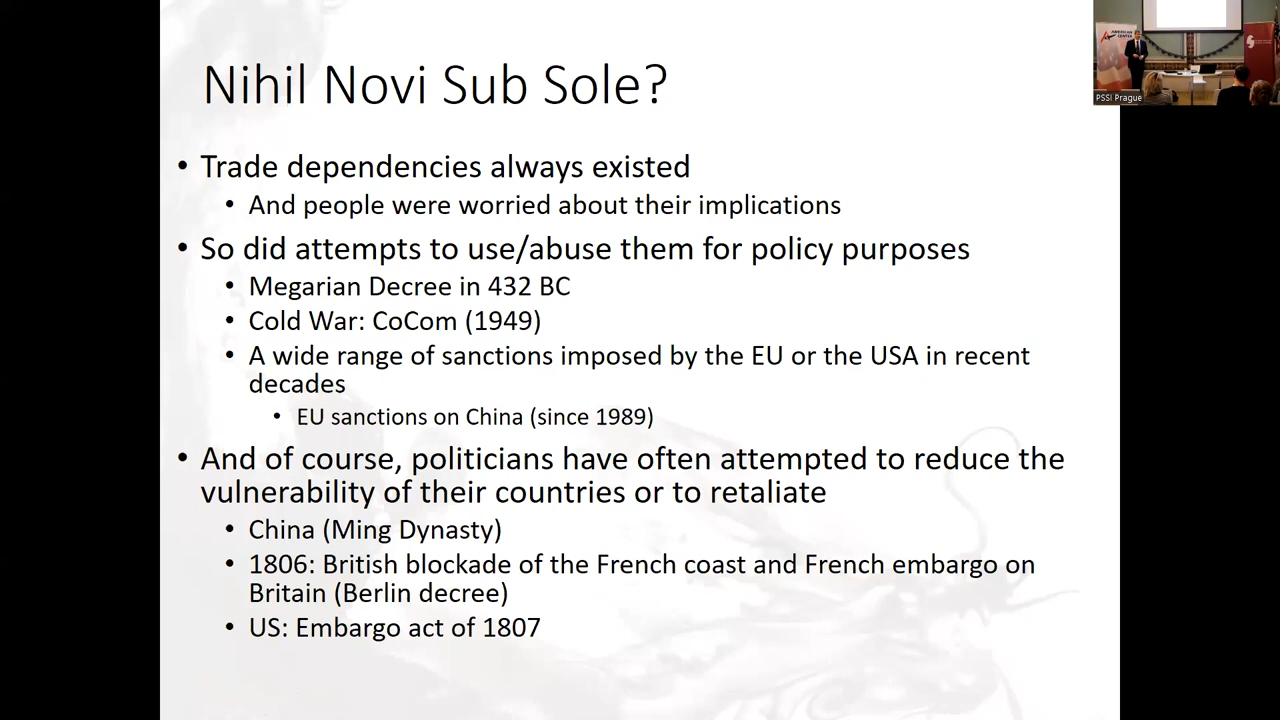 Nihil Novi Sub Sole?
• Trade dependencies always existed
• And people were worried about their implications
• So did attempts to use/abuse them for policy purposes
• Megarian Decree in 432 BC
• Cold War: CoCom (1949)
• A wide range of sanctions imposed by the EU or the USA in recent
decades
• EU sanctions on China (since 1989)
• And of course, politicians have often attempted to reduce the
vulnerability of their countries or to retaliate
• China (Ming Dynasty)
• 1806: British blockade of the French coast and French embargo on
Britain (Berlin decree)
• US: Embargo act of 1807
AMERICAN
CENTER
PSSI Prague